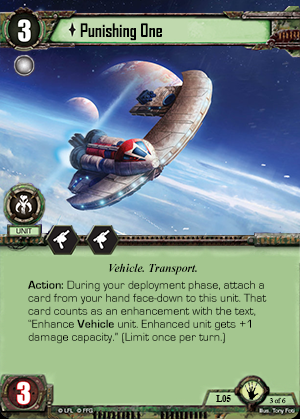 3
Punishing One
UNIT
Vehicle. Transport.
Action: During your deployment phase, attach a
card from your hand face-down to this unit. That
card counts as an enhancement with the text,
"Enhance Vehicle unit. Enhanced unit gets +1
damage capacity." (Limit once per turn.)
3
L05
3 of 6
© LFL © FFG
Illus. Tony Foti